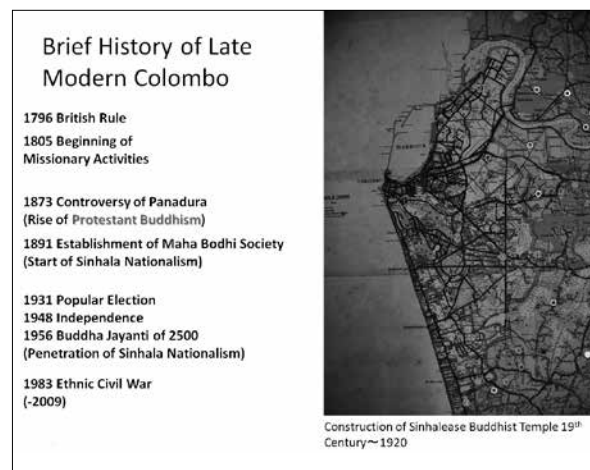 Brief History of Late
Modern Colombo
1796 British Rule
1805 Beginning of
Missionary Activities
1873 Controversy of Panadura
(Rise of Protestant Buddhism)
1891 Establishment of Maha Bodhi Society
(Start of Sinhala Nationalism)
1931 Popular Election
1948 Independence
1956 Buddha Jayanti of 2500
(Penetration of Sinhala Nationalism)
1983 Ethnic Civil War
(-2009)
Construction of Sinhalease Buddhist Temple 19th
Century～1920